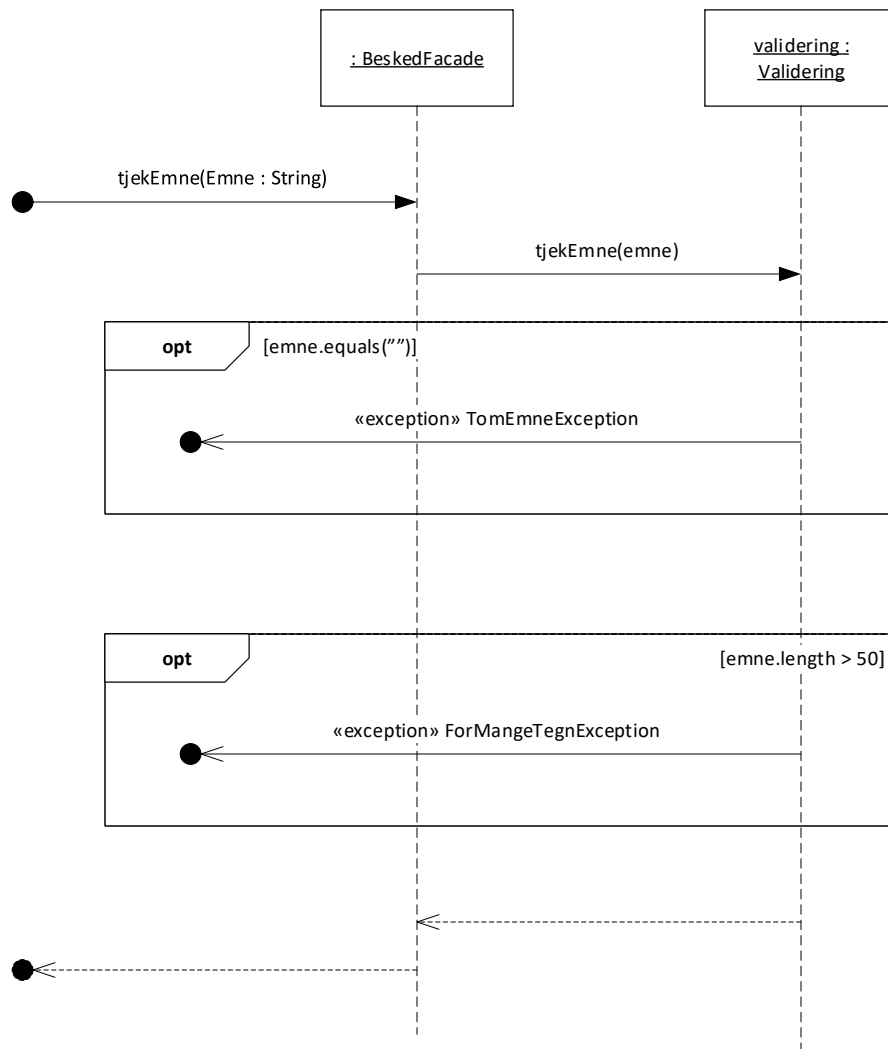 : BeskedFacade
validering :
Validering
tjekEmne(Emne : String)
tjekEmne(emne)
opt
[emne.equals(””)]
«exception» TomEmneException
opt
[emne.length > 50]
«exception» ForMangeTegnException